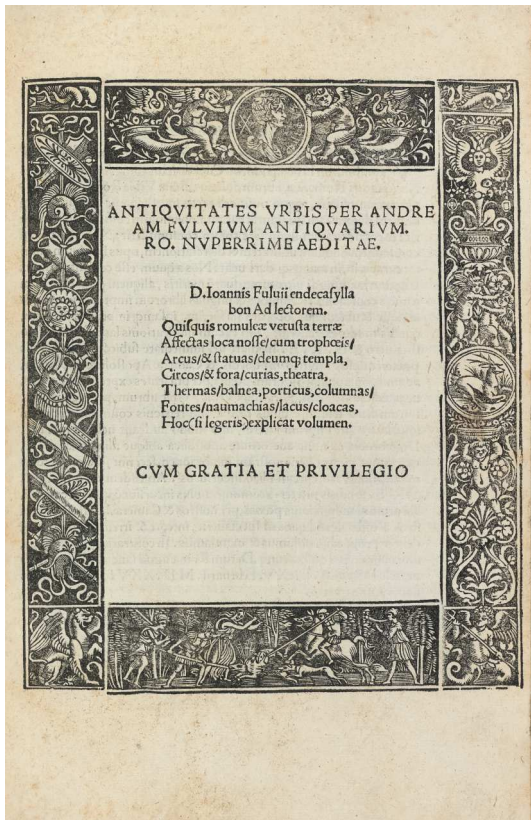 ANTIQVITATES VRBIS PER ANDRE
AM FVLVIVM ANTIQVARIVM.
RO. NVPERRIME AEDITAE.
D. Ioannis Fuluii endecasylla
bon Ad lectorem.
Quisquis romuleæ vetusta terræ
Affectas loca nosse/cum trophœis/
Arcus/& statuas/deumq; templa,
Circos/& fora/curias, theatra,
Thermas/balnea, porticus, columnas/
Fontes/naumachias/lacus/cloacas,
Hoc(si legeris)explicat volumen.
CVM GRATIA ET PRIVILEGIO